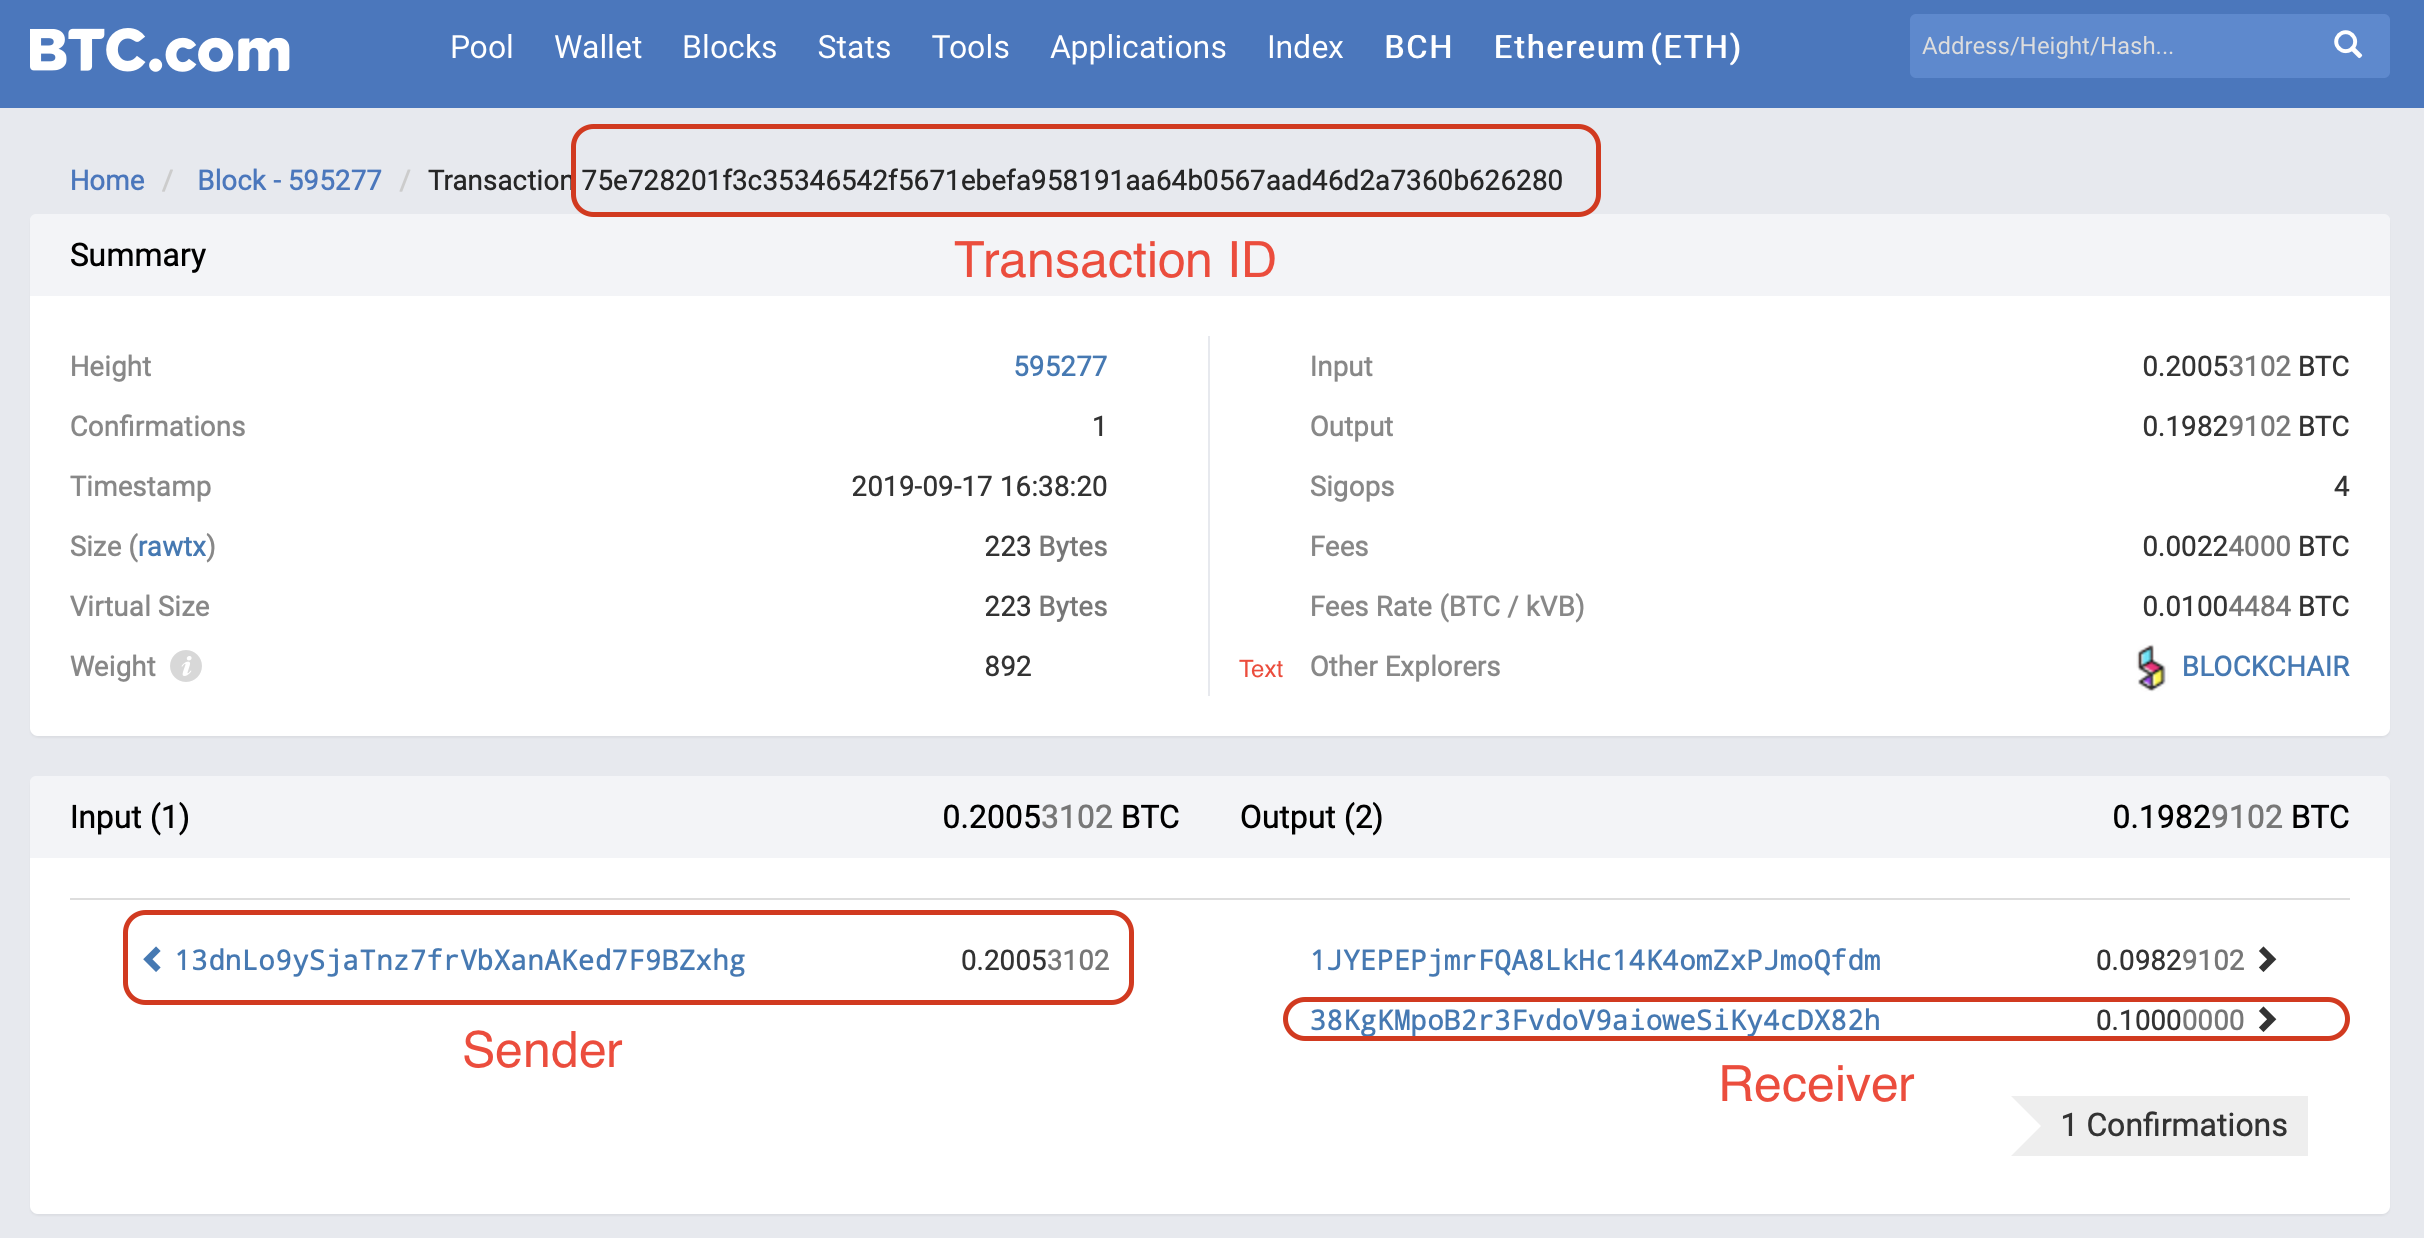 BTC.com Pool Wallet Blocks Stats Tools Applications Index BCH Ethereum(ETH) Address/Height/Hash...
Home / Block - 595277 / Transaction 75e728201f3c35346542f5671ebefa958191aa64b0567aad46d2a7360b626280
Summary
Transaction ID
Height 595277
Confirmations 1
Timestamp 2019-09-17 16:38:20
Size (rawtx) 223 Bytes
Virtual Size 223 Bytes
Weight i 892
Input 0.20053102 BTC
Output 0.19829102 BTC
Sigops 4
Fees 0.00224000 BTC
Fees Rate (BTC / kVB) 0.01004484 BTC
Text Other Explorers BLOCKCHAIR
Input (1) 0.20053102 BTC
Output (2) 0.19829102 BTC
13dnLo9ySjaTnz7frVbXanAKed7F9BZxhg 0.20053102
Sender
1JYEPEPjmrFQA8LkHc14K4omZxPJmoQfdm 0.09829102
38KgKMpoB2r3FvdoV9aioweSiKy4cDX82h 0.10000000
Receiver
1 Confirmations